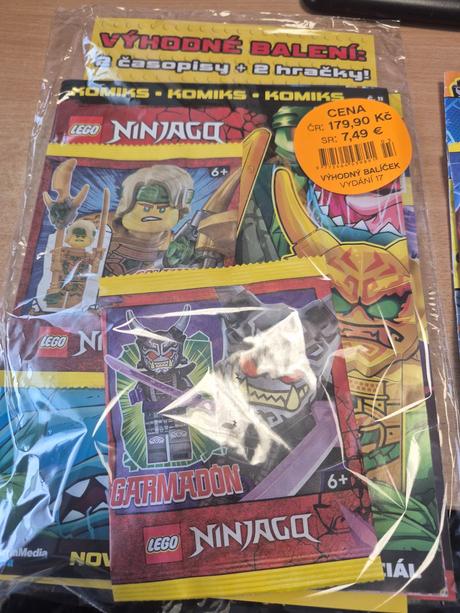 VÝHODNÉ BALENÍ:
2 časopisy + 2 hračky!
KOMIKS • KOMIKS • KOMIKS
CENA
ČR: 179,90 Kč
SR: 7,49 €
VÝHODNÝ BALÍČEK
VYDÁNÍ 17
LEGO NINJAGO
6+
LEGO
GARMADON
6+
LEGO NINJAGO
NOV